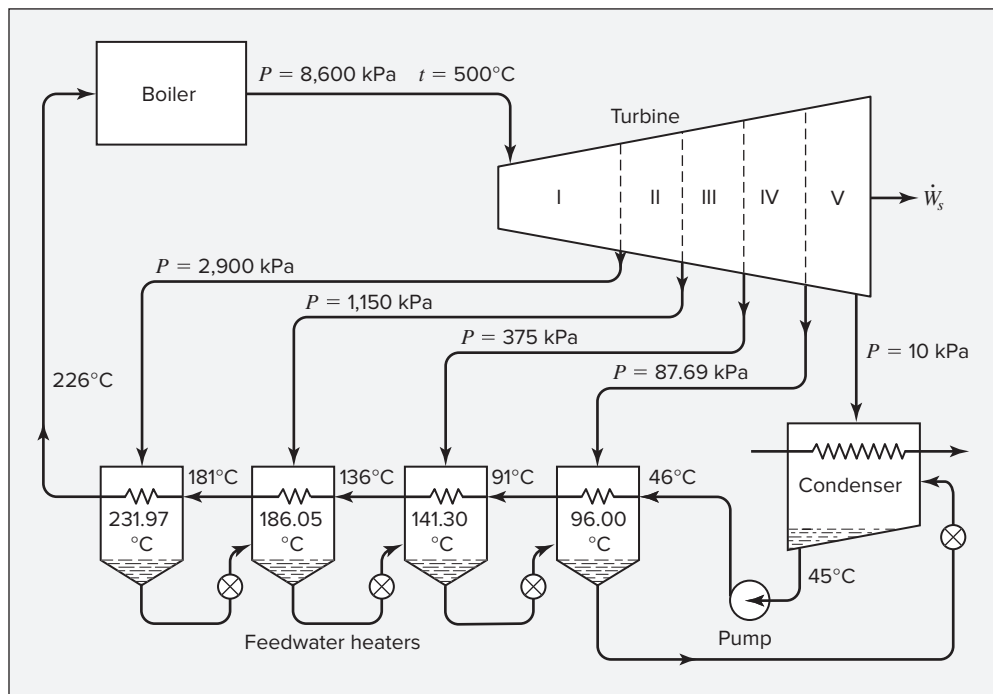 Boiler
P = 8,600 kPa t = 500°C
Turbine
I
II
III
IV
V
Ẇs
P = 2,900 kPa
P = 1,150 kPa
P = 375 kPa
P = 87.69 kPa
P = 10 kPa
226°C
181°C
136°C
91°C
46°C
Condenser
231.97
°C
186.05
°C
141.30
°C
96.00
°C
45°C
Feedwater heaters
Pump